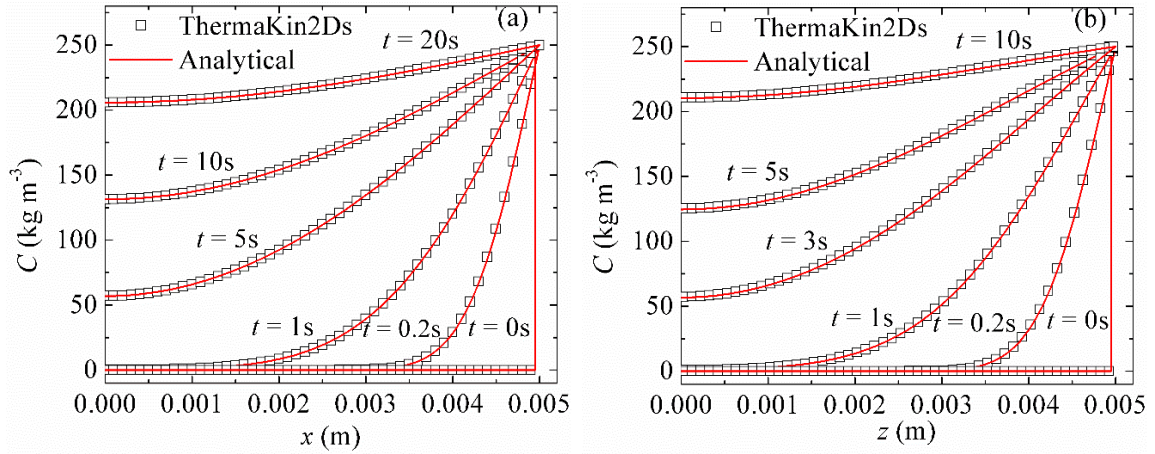 (a)
ThermaKin2Ds
Analytical
t = 20s
t = 10s
t = 5s
t = 1s
t = 0.2s
t = 0s
250
200
150
100
50
0
C (kg m⁻³)
0.000 0.001 0.002 0.003 0.004 0.005
x (m)
(b)
ThermaKin2Ds
Analytical
t = 10s
t = 5s
t = 3s
t = 1s
t = 0.2s
t = 0s
250
200
150
100
50
0
C (kg m⁻³)
0.000 0.001 0.002 0.003 0.004 0.005
z (m)